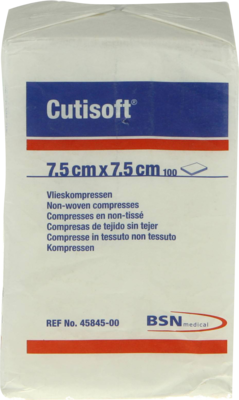 Cutisoft®
7.5 cm x 7.5 cm 100
Vlieskompressen
Non-woven compresses
Compresses en non-tissé
Compresas de tejido sin tejer
Compresse in tessuto non tessuto
Kompressen
REF No. 45845-00
BSN medical